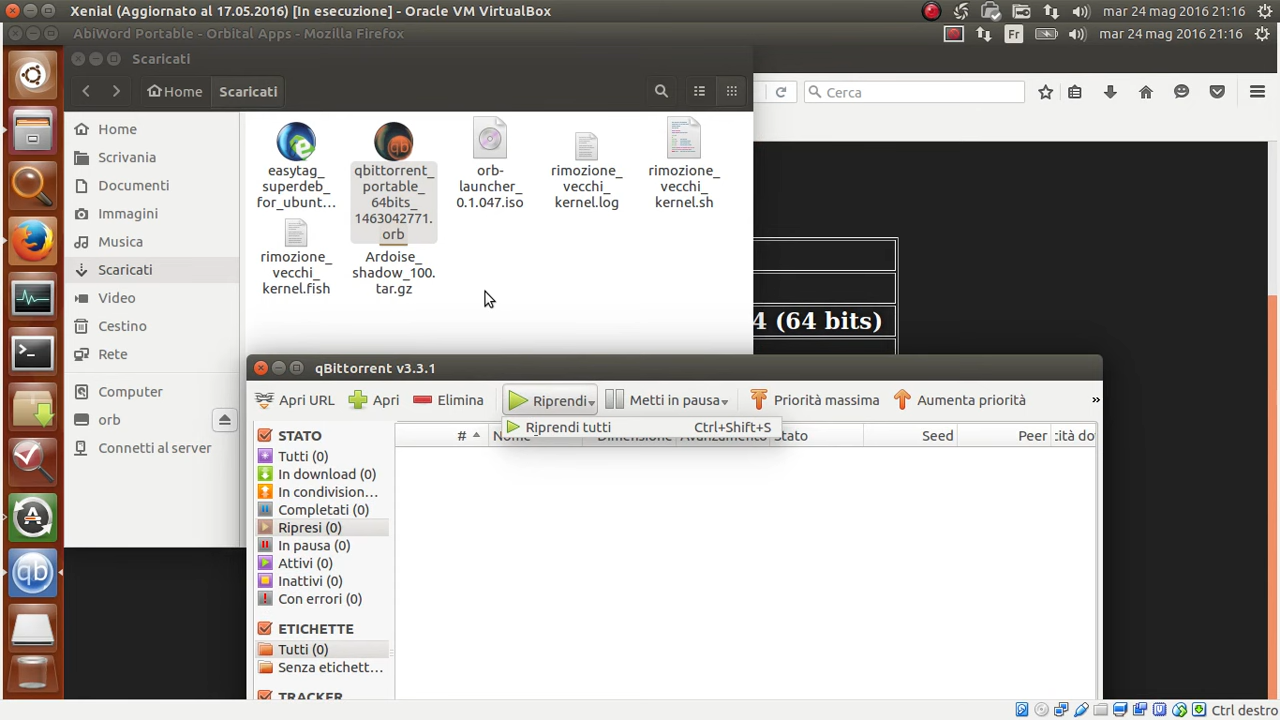 Xenial (Aggiornato al 17.05.2016) [In esecuzione] - Oracle VM VirtualBox
mar 24 mag 2016 21:16
AbiWord Portable - Orbital Apps - Mozilla Firefox
Fr
mar 24 mag 2016 21:16
Scaricati
Home
Scaricati
Cerca
Home
Scrivania
Documenti
Immagini
Musica
Scaricati
Video
Cestino
Rete
Computer
orb
Connetti al server
easytag_
superdeb_
for_ubunt...
qbittorrent_
portable_
64bits_
1463042771.
orb
orb-
launcher_
0.1.047.iso
rimozione_
vecchi_
kernel.log
rimozione_
vecchi_
kernel.sh
rimozione_
vecchi_
kernel.fish
Ardoise_
shadow_100.
tar.gz
4 (64 bits)
qBittorrent v3.3.1
Apri URL
Apri
Elimina
Riprendi
Metti in pausa
Priorità massima
Aumenta priorità
»
Riprendi tutti Ctrl+Shift+S
# Nome Dimensione Avanzamento Stato Seed Peer :ità do
STATO
Tutti (0)
In download (0)
In condivision...
Completati (0)
Ripresi (0)
In pausa (0)
Attivi (0)
Inattivi (0)
Con errori (0)
ETICHETTE
Tutti (0)
Senza etichett...
TRACKER
qb
Ctrl destro